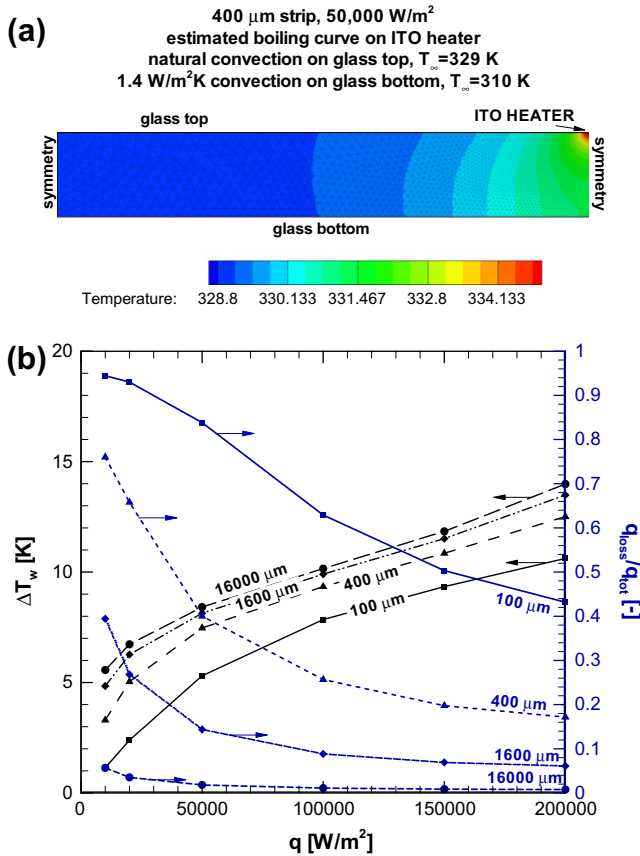 400 μm strip, 50,000 W/m²
(a)
estimated boiling curve on ITO heater
natural convection on glass top, T∞=329 K
1.4 W/m²K convection on glass bottom, T∞=310 K
glass top
ITO HEATER
symmetry
symmetry
glass bottom
Temperature:
328.8 330.133 331.467 332.8 334.133
(b)
20
15
10
5
0
ΔT_w [K]
1
0.9
0.8
0.7
0.6
0.5
0.4
0.3
0.2
0.1
0
q_loss/q_tot [-]
16000 μm
1600 μm
400 μm
100 μm
100 μm
400 μm
1600 μm
16000 μm
0 50000 100000 150000 200000
q [W/m²]